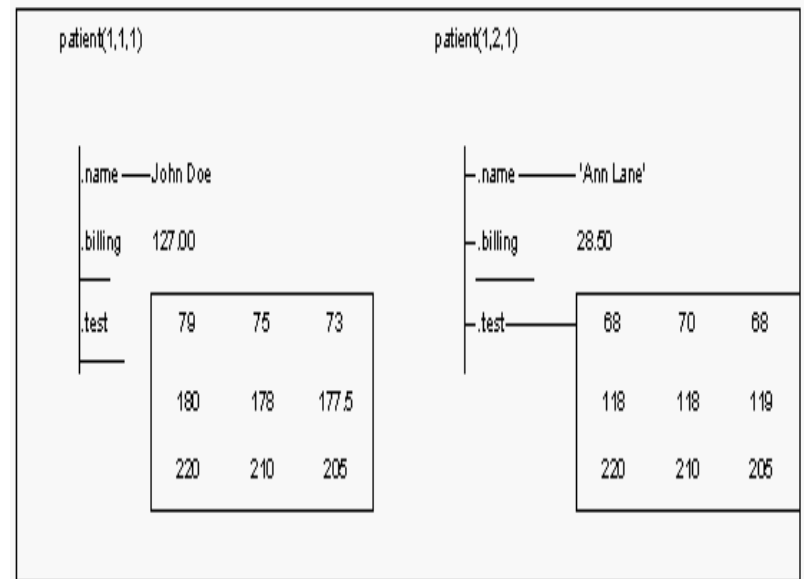 patient(1,1,1)
.name John Doe
.billing 127.00
.test 79 75 73
180 178 177.5
220 210 205
patient(1,2,1)
.name 'Ann Lane'
.billing 28.50
.test 68 70 68
118 118 119
220 210 205